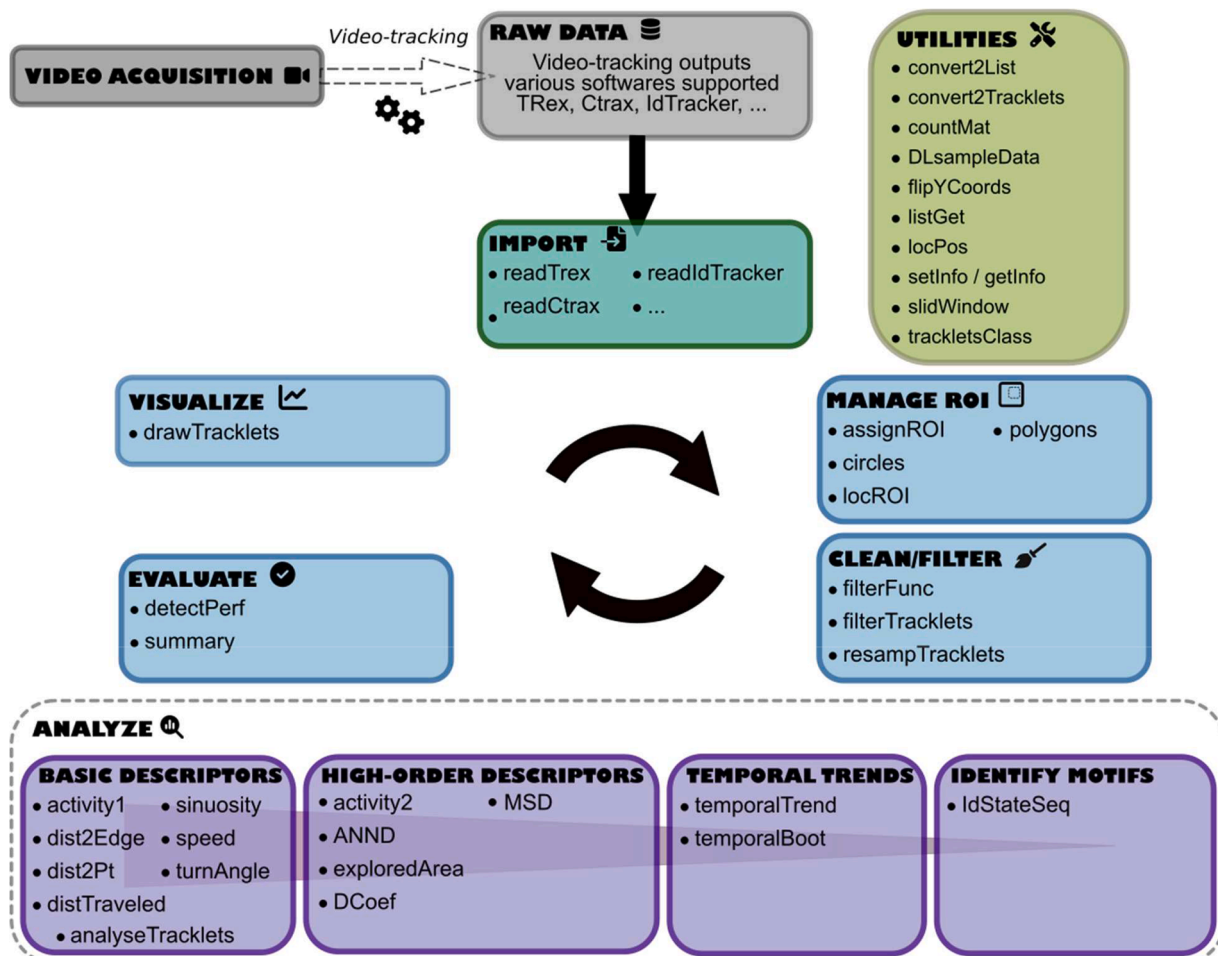 VIDEO ACQUISITION
Video-tracking
RAW DATA
Video-tracking outputs
various softwares supported
TRex, Ctrax, IdTracker, ...
UTILITIES
• convert2List
• convert2Tracklets
• countMat
• DLsampleData
• flipYCoords
• listGet
• locPos
• setInfo / getInfo
• slidWindow
• trackletsClass
IMPORT
• readTrex
• readCtrax
• readIdTracker
• ...
VISUALIZE
• drawTracklets
MANAGE ROI
• assignROI
• circles
• locROI
• polygons
EVALUATE
• detectPerf
• summary
CLEAN/FILTER
• filterFunc
• filterTracklets
• resampTracklets
ANALYZE
BASIC DESCRIPTORS
• activity1
• dist2Edge
• dist2Pt
• distTraveled
• sinuosity
• speed
• turnAngle
• analyseTracklets
HIGH-ORDER DESCRIPTORS
• activity2
• ANND
• exploredArea
• DCoef
• MSD
TEMPORAL TRENDS
• temporalTrend
• temporalBoot
IDENTIFY MOTIFS
• IdStateSeq